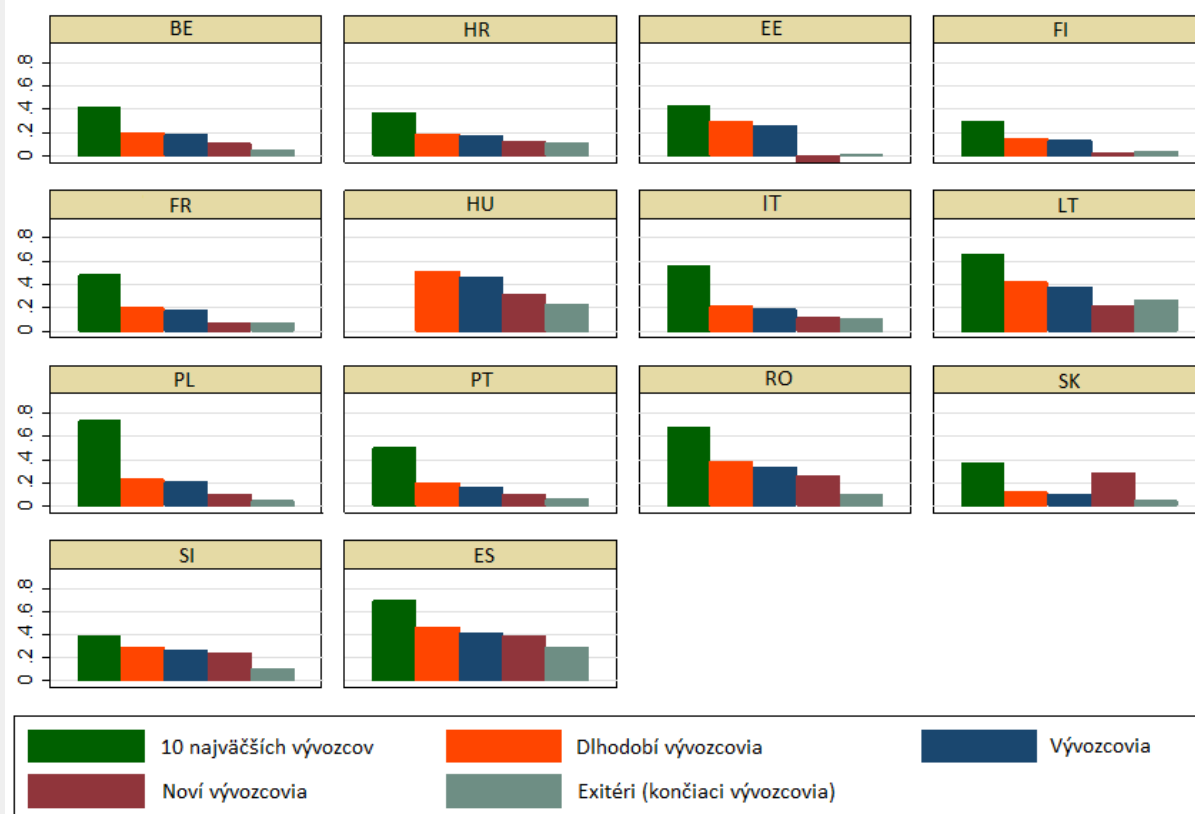 BE HR EE FI
0 .2 .4 .6 .8
FR HU IT LT
0 .2 .4 .6 .8
PL PT RO SK
0 .2 .4 .6 .8
SI ES
0 .2 .4 .6 .8
10 najväčších vývozcov Dlhodobí vývozcovia Vývozcovia
Noví vývozcovia Exitéri (končiaci vývozcovia)